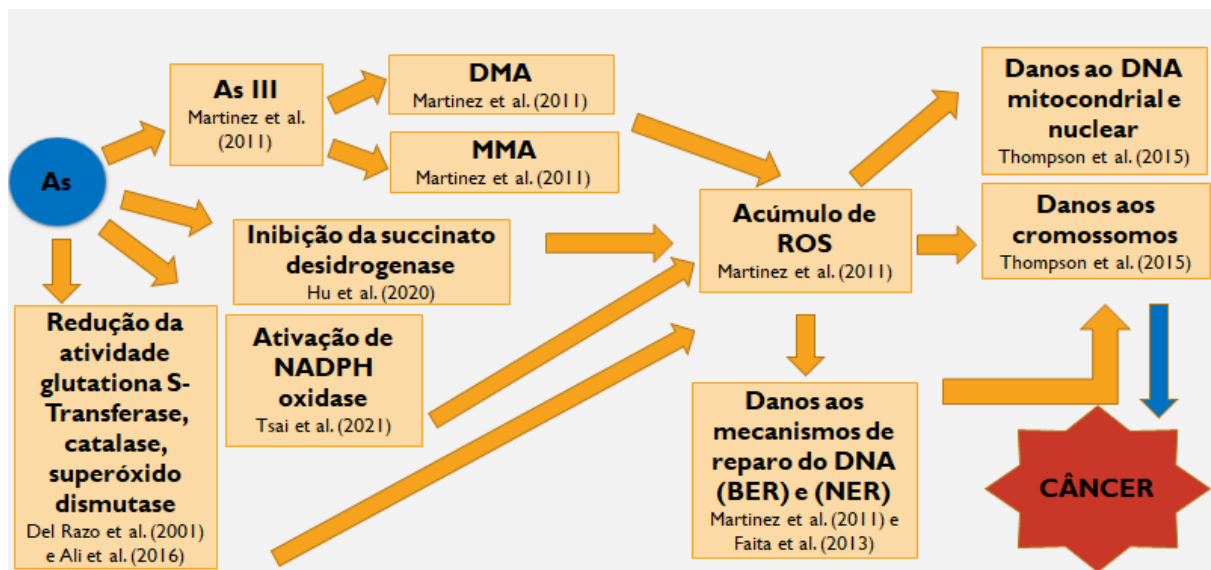 As
As III
Martinez et al.
(2011)
DMA
Martinez et al. (2011)
MMA
Martinez et al. (2011)
Inibição da succinato
desidrogenase
Hu et al. (2020)
Redução da
atividade
glutationa S-
Transferase,
catalase,
superóxido
dismutase
Del Razo et al. (2001)
e Ali et al. (2016)
Ativação de
NADPH
oxidase
Tsai et al. (2021)
Acúmulo de
ROS
Martinez et al. (2011)
Danos ao DNA
mitocondrial e
nuclear
Thompson et al. (2015)
Danos aos
cromossomos
Thompson et al. (2015)
Danos aos
mecanismos de
reparo do DNA
(BER) e (NER)
Martinez et al. (2011) e
Faita et al. (2013)
CÂNCER